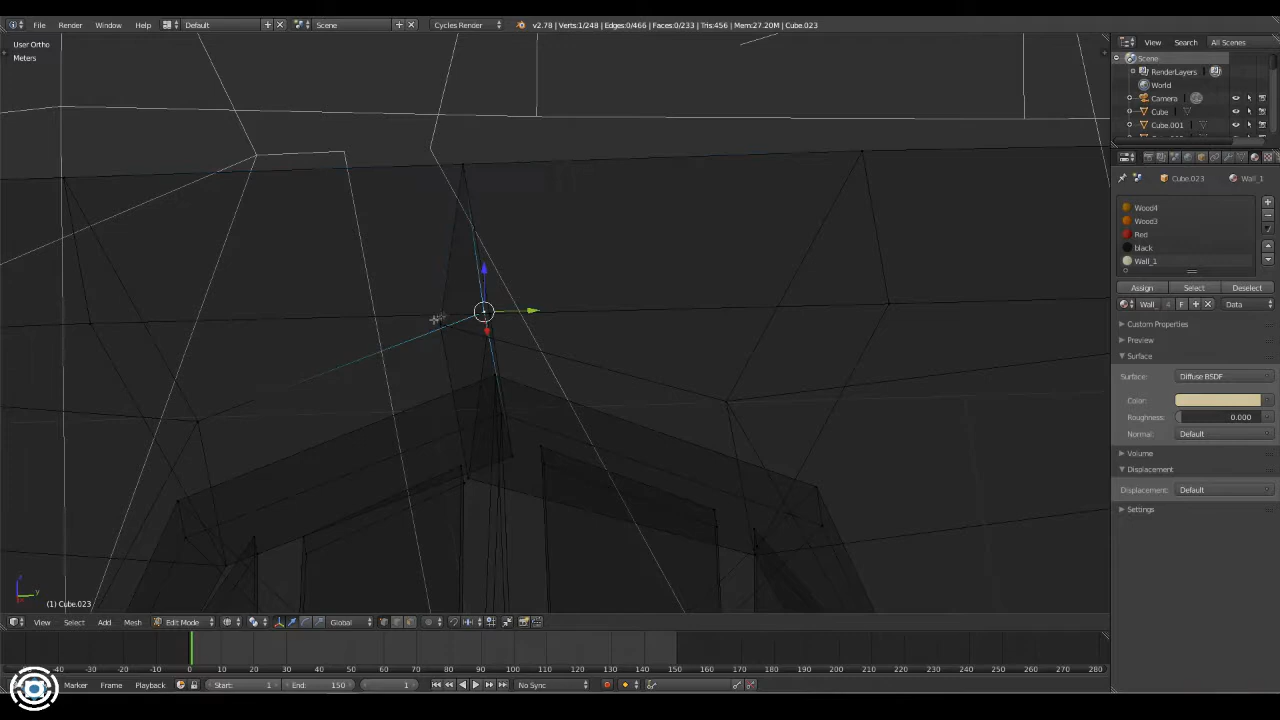 File Render Window Help Default Scene Cycles Render v2.78 | Verts:1/248 | Edges:0/466 | Faces:0/233 | Tris:456 | Mem:27.20M | Cube.023
User Ortho
Meters
View Search All Scenes
Scene
RenderLayers
World
Camera
Cube
Cube.001
Cube.023 Wall_1
Wood4
Wood3
Red
black
Wall_1
Assign Select Deselect
Wall_ 4 F Data
Custom Properties
Preview
Surface
Surface: Diffuse BSDF
Color:
Roughness: 0.000
Normal: Default
Volume
Displacement
Displacement: Default
Settings
z
y
(1) Cube.023
View Select Add Mesh Edit Mode Global
-40 -30 -20 -10 0 10 20 30 40 50 60 70 80 90 100 110 120 130 140 150 160 170 180 190 200 210 220 230 240 250 260 270 280
Marker Frame Playback Start: 1 End: 150 1 No Sync